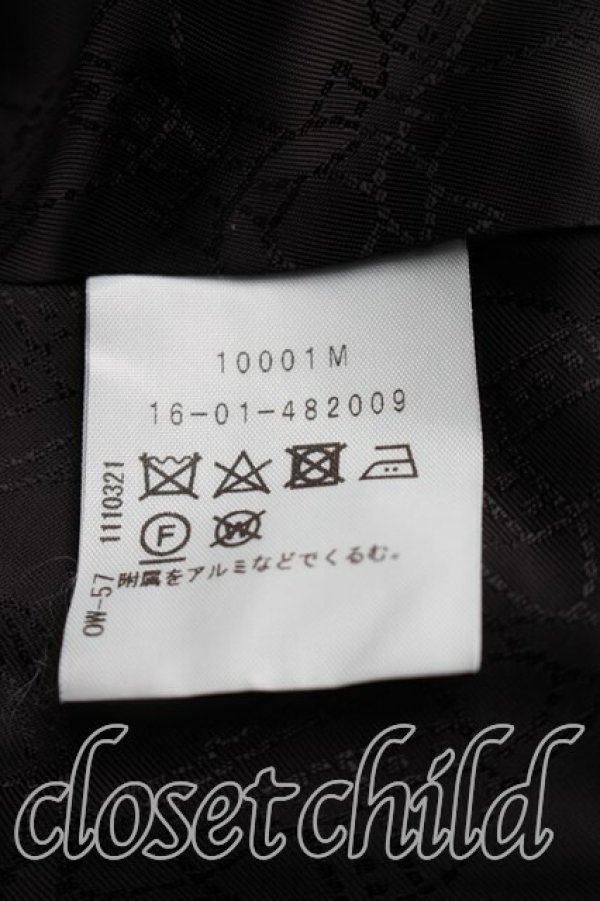 10001M
16-01-482009
F
W
附属をアルミなどでくるむ。
OW-57 1110321
closet child